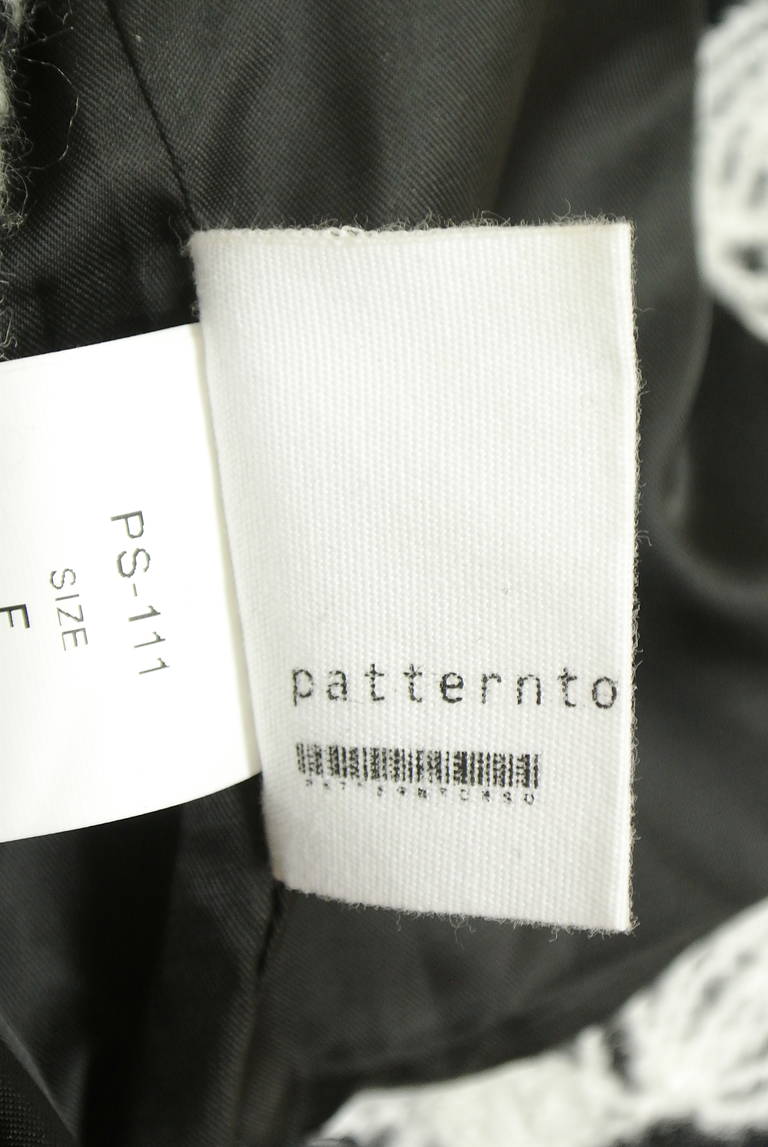 PS-111
SIZE
F
patternto